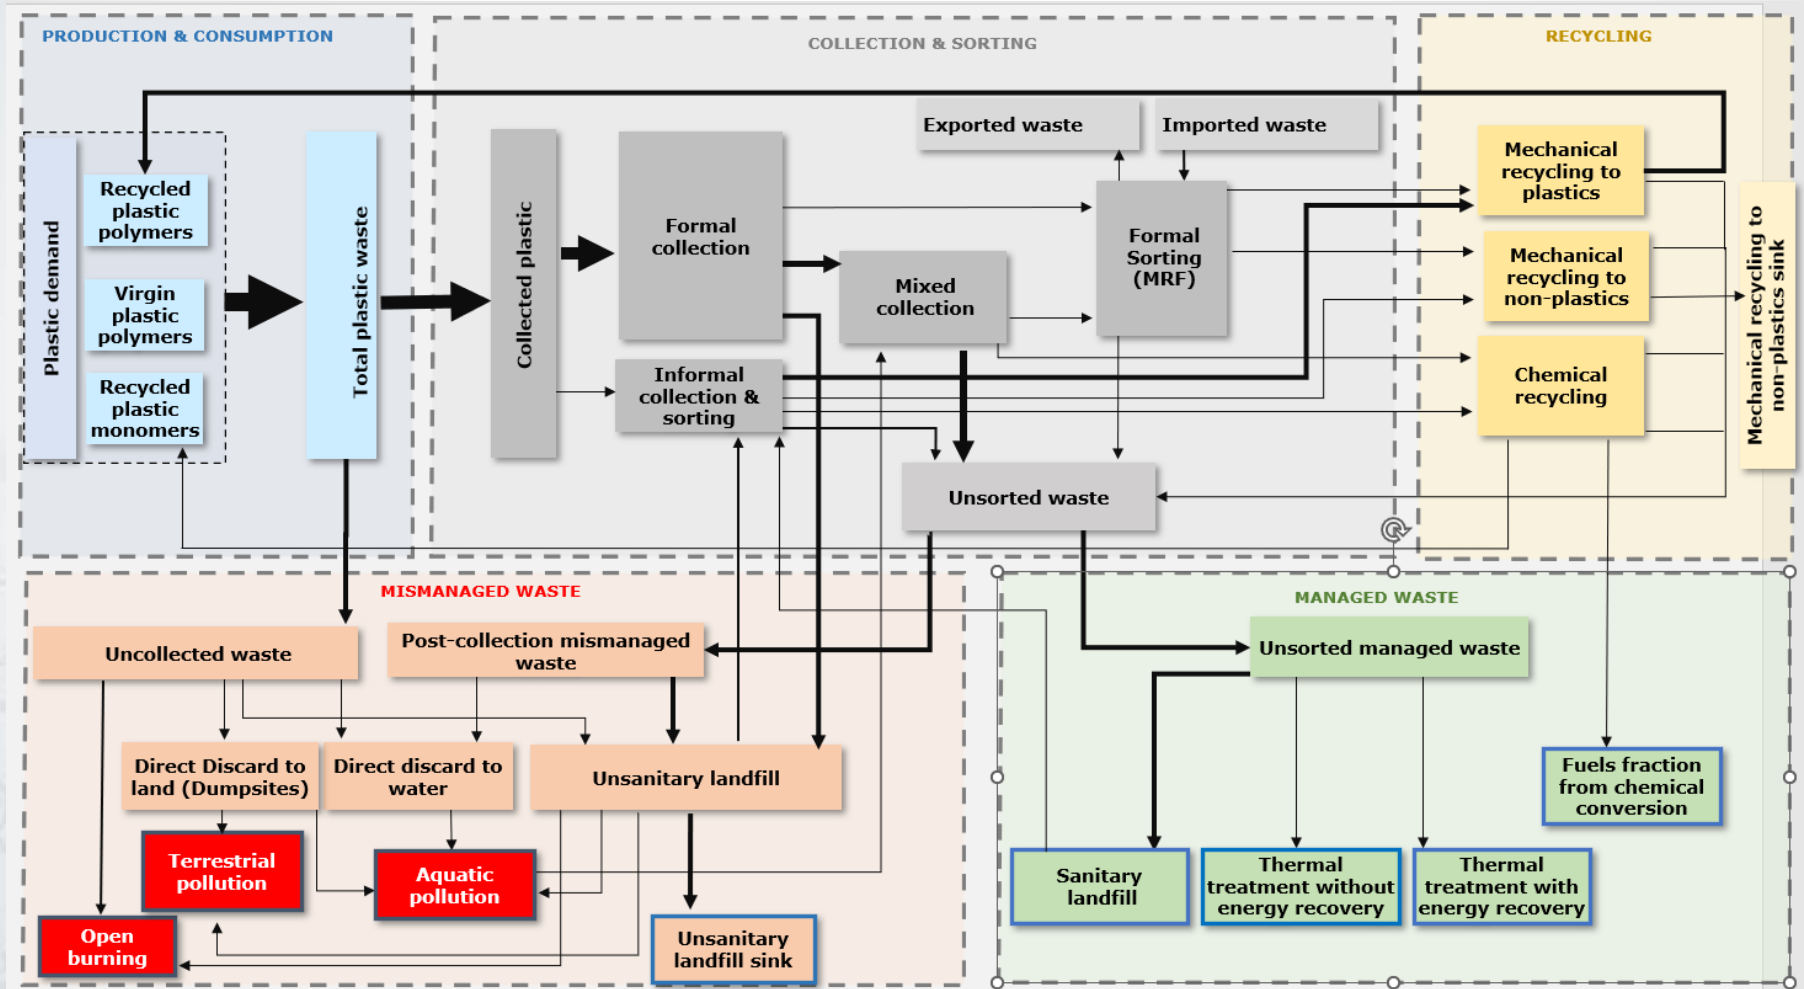 PRODUCTION & CONSUMPTION
COLLECTION & SORTING
RECYCLING
Plastic demand
Recycled
plastic
polymers
Virgin
plastic
polymers
Recycled
plastic
monomers
Total plastic waste
Collected plastic
Formal
collection
Informal
collection &
sorting
Mixed
collection
Exported waste
Imported waste
Formal
Sorting
(MRF)
Unsorted waste
Mechanical
recycling to
plastics
Mechanical
recycling to
non-plastics
Chemical
recycling
Mechanical recycling to
non-plastics sink
MISMANAGED WASTE
Uncollected waste
Post-collection mismanaged
waste
Direct Discard to
land (Dumpsites)
Direct discard to
water
Unsanitary landfill
Terrestrial
pollution
Aquatic
pollution
Open
burning
Unsanitary
landfill sink
MANAGED WASTE
Unsorted managed waste
Fuels fraction
from chemical
conversion
Sanitary
landfill
Thermal
treatment without
energy recovery
Thermal
treatment with
energy recovery